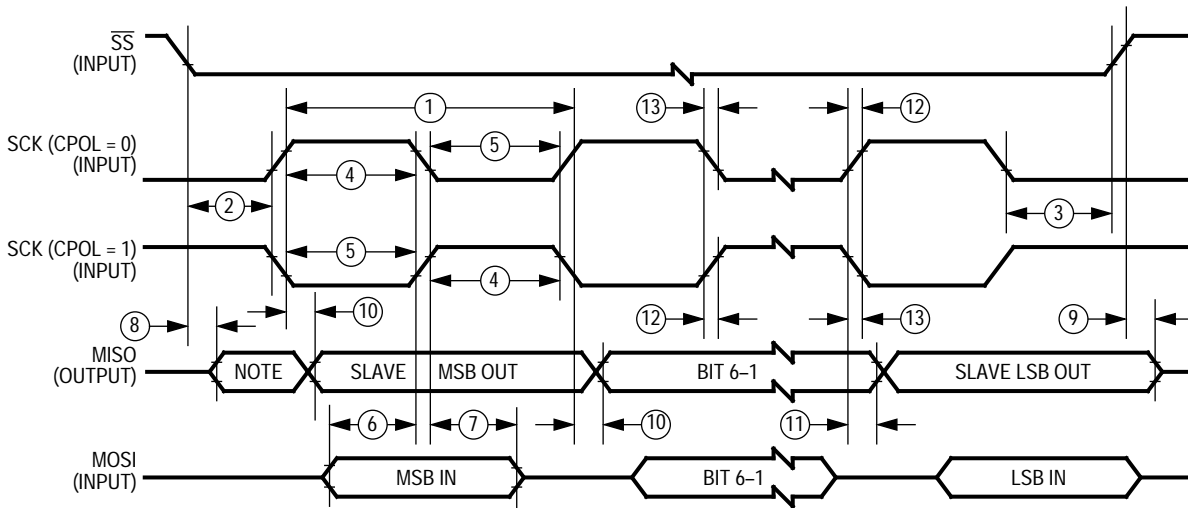 SS
(INPUT)
1
13
12
SCK (CPOL = 0)
(INPUT)
5
4
2
3
SCK (CPOL = 1)
(INPUT)
5
4
8
10
12
13
9
MISO
(OUTPUT)
NOTE
SLAVE MSB OUT
BIT 6–1
SLAVE LSB OUT
6
7
10
11
MOSI
(INPUT)
MSB IN
BIT 6–1
LSB IN